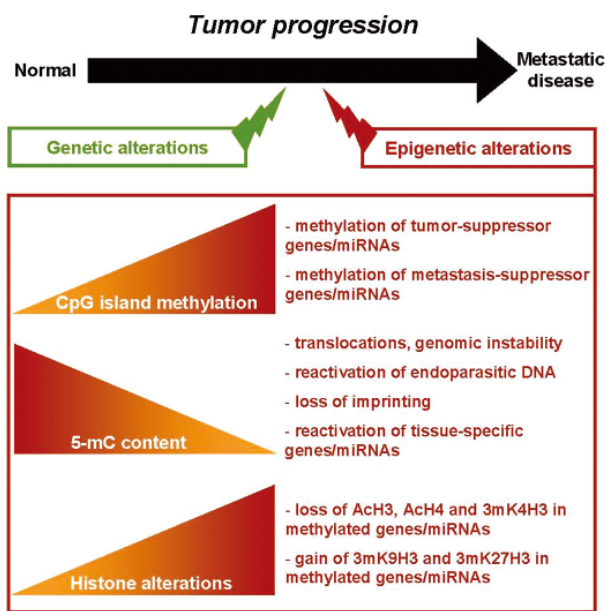 Tumor progression
Normal
Metastatic
disease
Genetic alterations
Epigenetic alterations
CpG island methylation
- methylation of tumor-suppressor
genes/miRNAs
- methylation of metastasis-suppressor
genes/miRNAs
5-mC content
- translocations, genomic instability
- reactivation of endoparasitic DNA
- loss of imprinting
- reactivation of tissue-specific
genes/miRNAs
Histone alterations
- loss of AcH3, AcH4 and 3mK4H3 in
methylated genes/miRNAs
- gain of 3mK9H3 and 3mK27H3 in
methylated genes/miRNAs